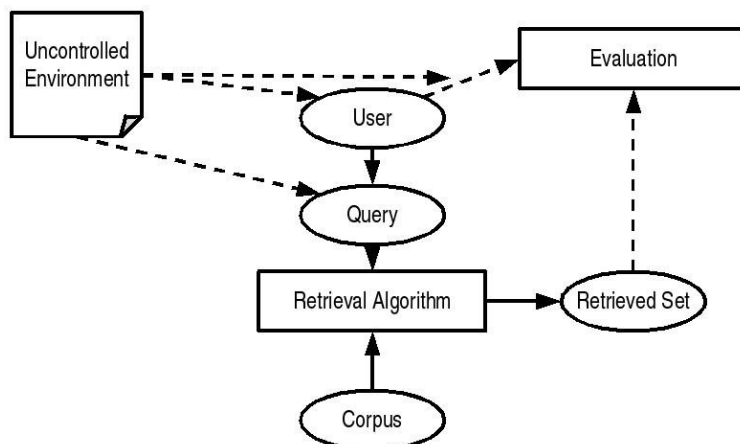 Uncontrolled
Environment
Evaluation
User
Query
Retrieval Algorithm
Retrieved Set
Corpus